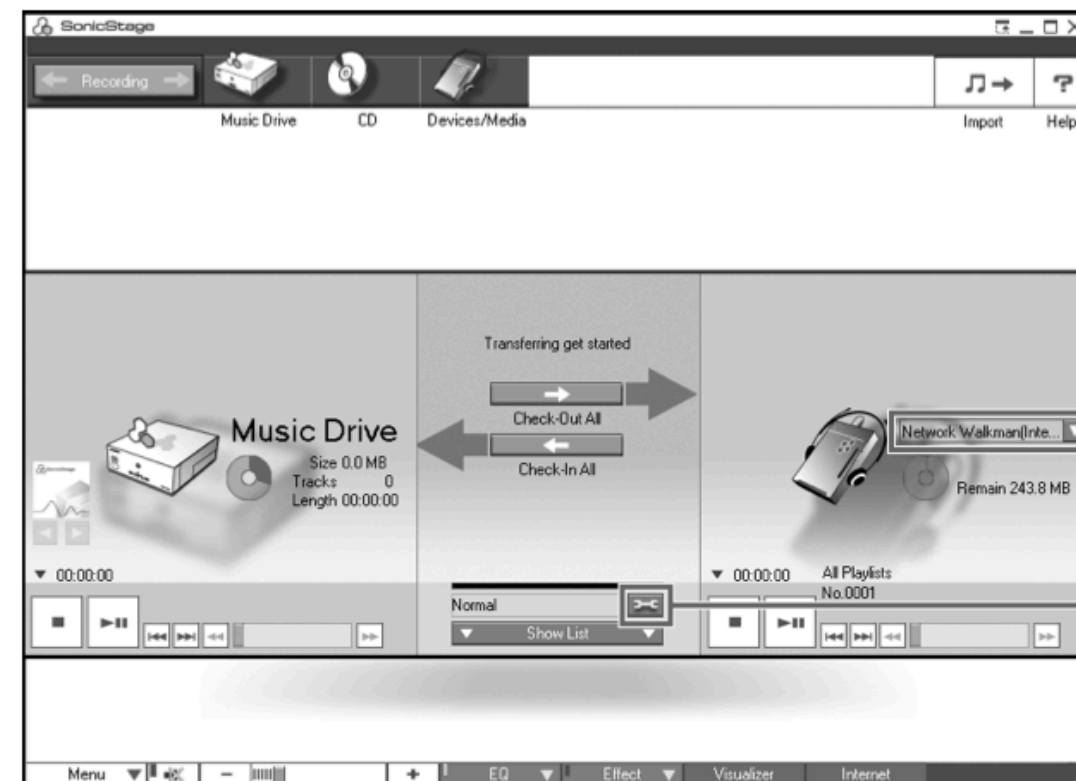 SonicStage
Recording
Music Drive
CD
Devices/Media
Import
? Help
Transferring get started
Check-Out All
Check-In All
Music Drive
Size 0.0 MB
Tracks 0
Length 00:00:00
Network Walkman(Inte...
Remain 243.8 MB
00:00:00
Normal
Show List
00:00:00
All Playlists
No.0001
Menu
EQ
Effect
Visualizer
Internet